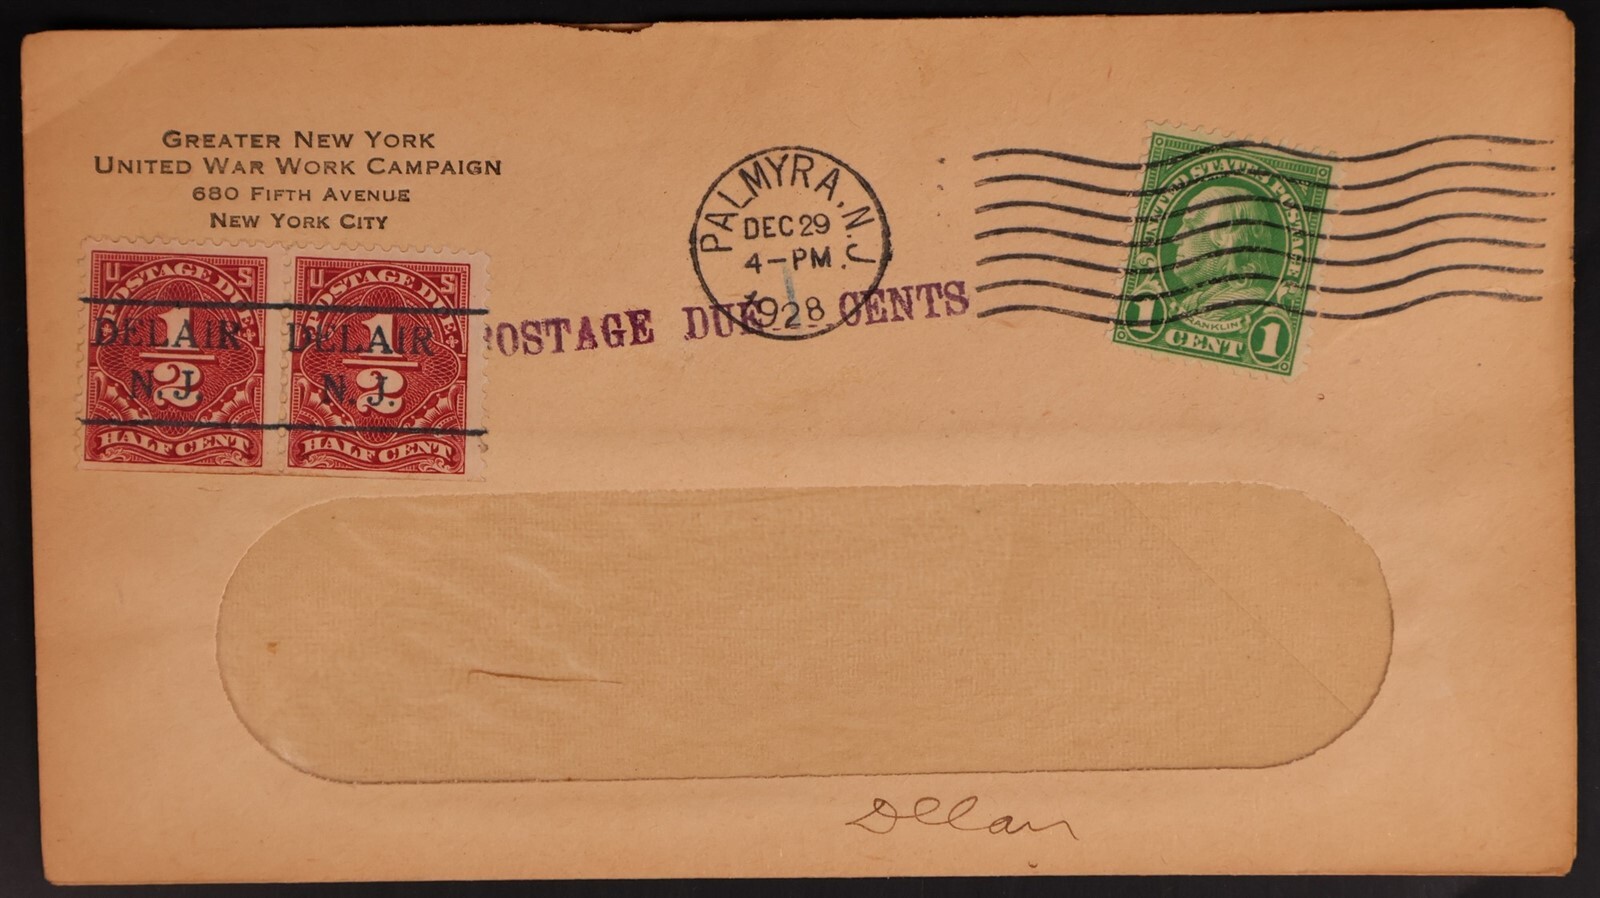 GREATER NEW YORK
UNITED WAR WORK CAMPAIGN
680 FIFTH AVENUE
NEW YORK CITY
PALMYRA, N.J.
DEC 29
4-PM
1928
UNITED STATES POSTAGE
FRANKLIN
1 CENT 1
U S
POSTAGE DUE
1/2
HALF CENT
DELAIR
N.J.
U S
POSTAGE DUE
1/2
HALF CENT
DELAIR
N.J.
POSTAGE DUE 2 CENTS
Delair